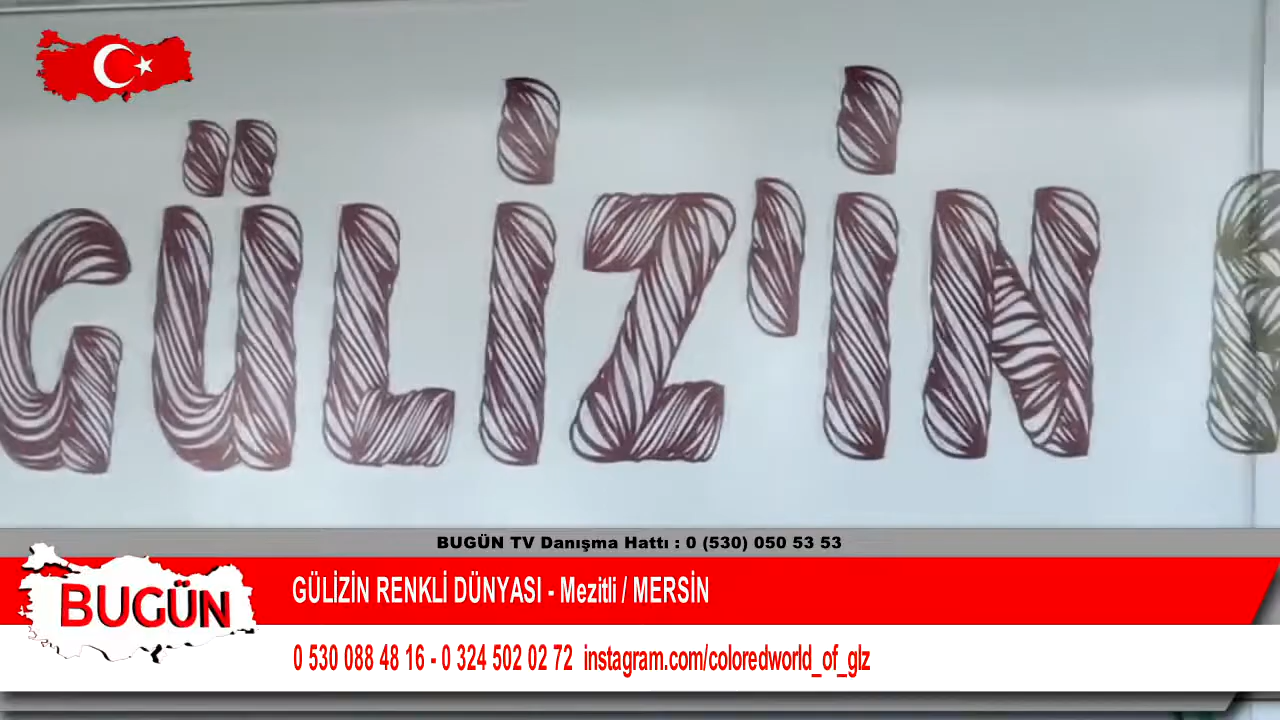 GÜLİZ'İN
BUGÜN TV Danışma Hattı : 0 (530) 050 53 53
BUGÜN
GÜLİZİN RENKLİ DÜNYASI - Mezitli / MERSİN
0 530 088 48 16 - 0 324 502 02 72 instagram.com/coloredworld_of_glz